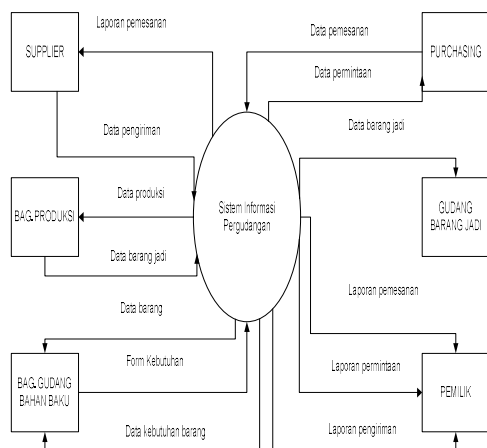 Laporan pemesanan
Data pemesanan
SUPPLIER
PURCHASING
Data permintaan
Data pengiriman
Data barang jadi
Data produksi
BAG.PRODUKSI
Sistem Informasi
Pergudangan
GUDANG
BARANG JADI
Data barang jadi
Laporan pemesanan
Data barang
Form Kebutuhan
Laporan permintaan
BAG.GUDANG
BAHAN BAKU
PEMILIK
Data kebutuhan barang
Laporan pengiriman